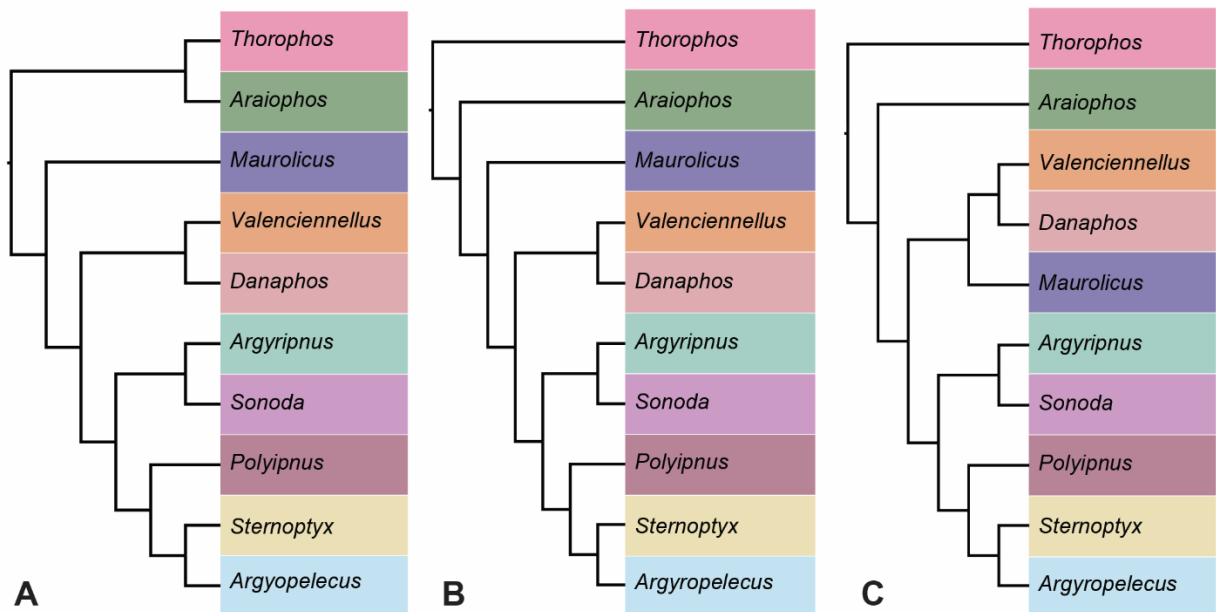 Thorophos
Araiophos
Maurolicus
Valenciennellus
Danaphos
Argyripnus
Sonoda
Polyipnus
Sternoptyx
Argyopelecus
A
Thorophos
Araiophos
Maurolicus
Valenciennellus
Danaphos
Argyripnus
Sonoda
Polyipnus
Sternoptyx
Argyropelecus
B
Thorophos
Araiophos
Valenciennellus
Danaphos
Maurolicus
Argyripnus
Sonoda
Polyipnus
Sternoptyx
Argyropelecus
C